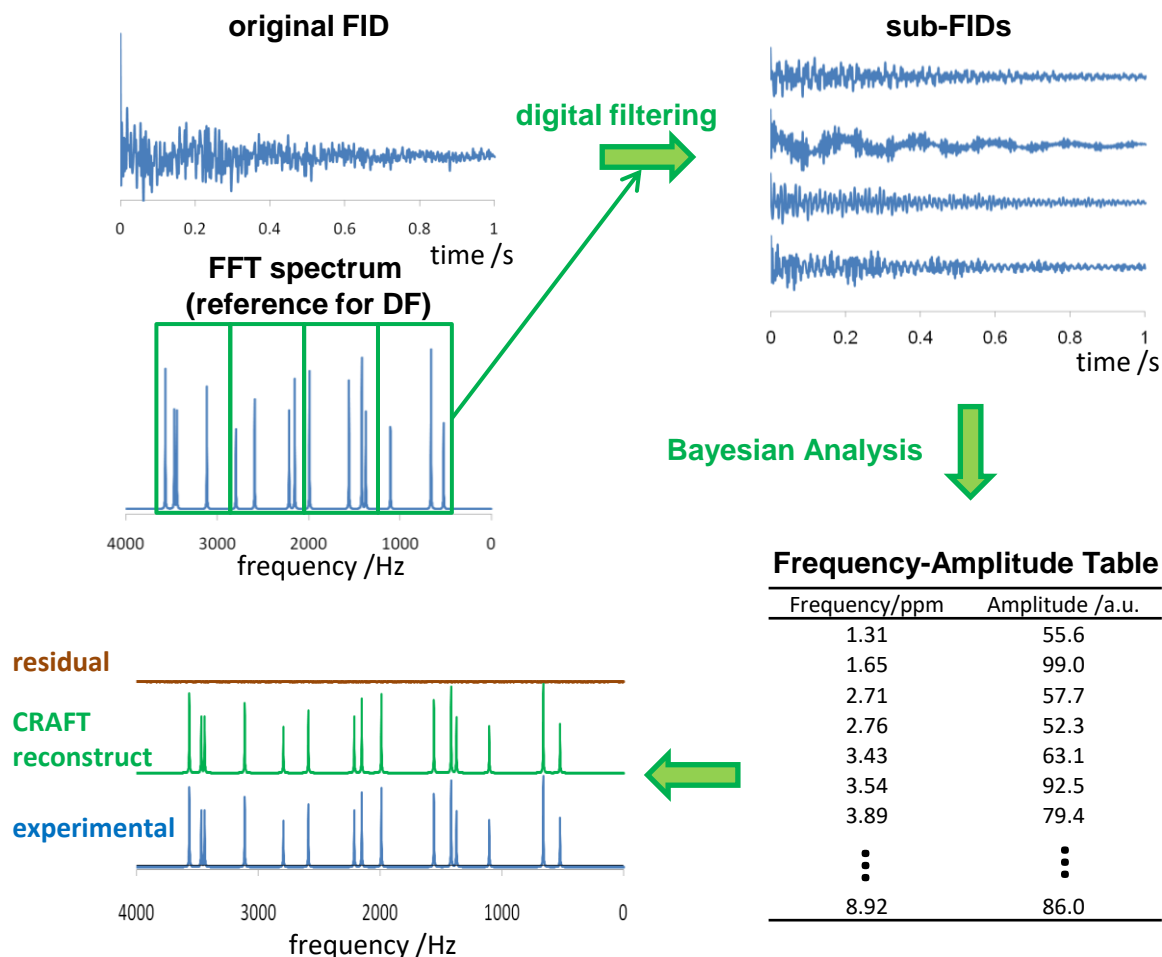 original FID
0 0.2 0.4 0.6 0.8 1
time /s
digital filtering
sub-FIDs
0 0.2 0.4 0.6 0.8 1
time /s
FFT spectrum
(reference for DF)
4000 3000 2000 1000 0
frequency /Hz
Bayesian Analysis
Frequency-Amplitude Table
Frequency/ppm Amplitude /a.u.
1.31 55.6
1.65 99.0
2.71 57.7
2.76 52.3
3.43 63.1
3.54 92.5
3.89 79.4
8.92 86.0
residual
CRAFT
reconstruct
experimental
4000 3000 2000 1000 0
frequency /Hz